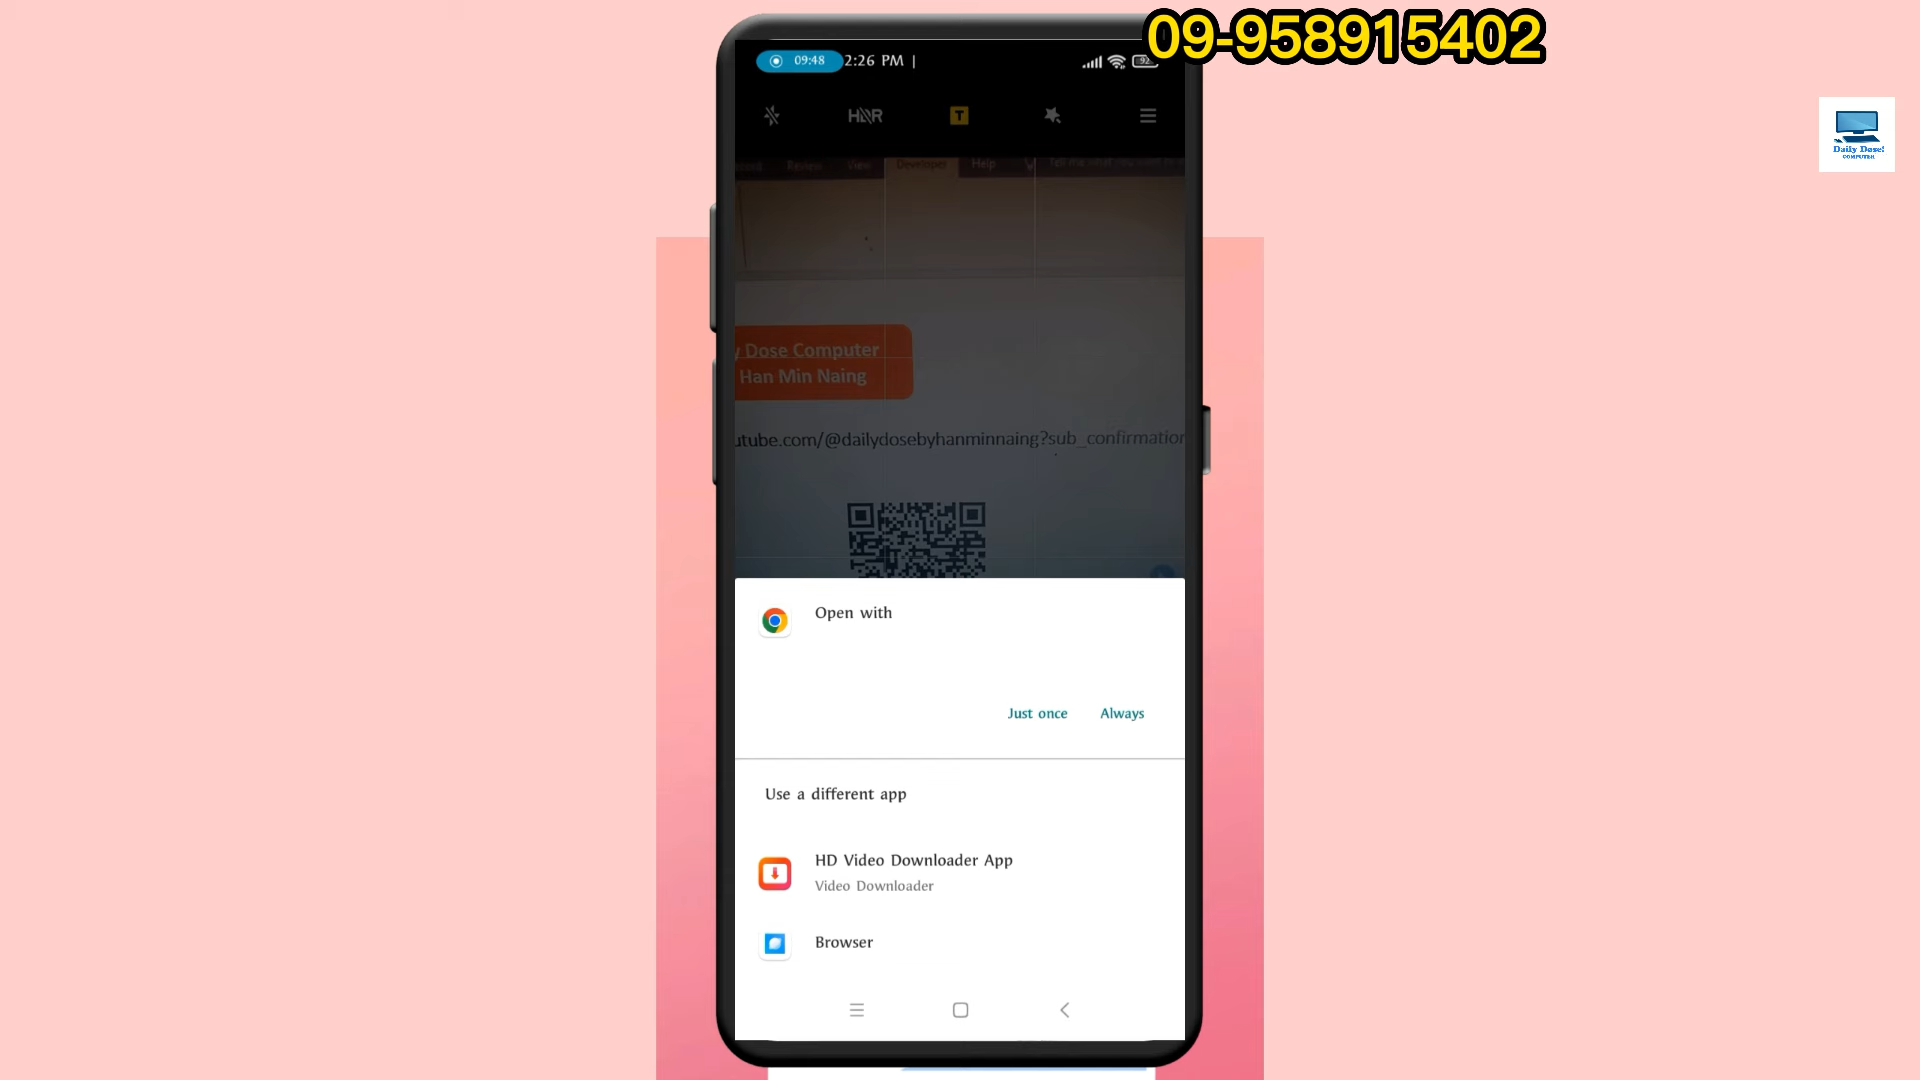 09-958915402
09:48 2:26 PM |
92
HDR
T
Review View Developer Help Tell me what you want to
Daily Dose!
COMPUTER
y Dose Computer
Han Min Naing
utube.com/@dailydosebyhanminnaing?sub_confirmation
Open with
Just once Always
Use a different app
HD Video Downloader App
Video Downloader
Browser